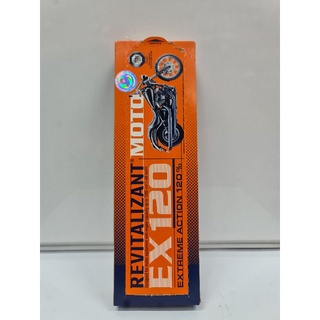 REVITALIZANT
MOTO
EX120
EXTREME ACTION 120%